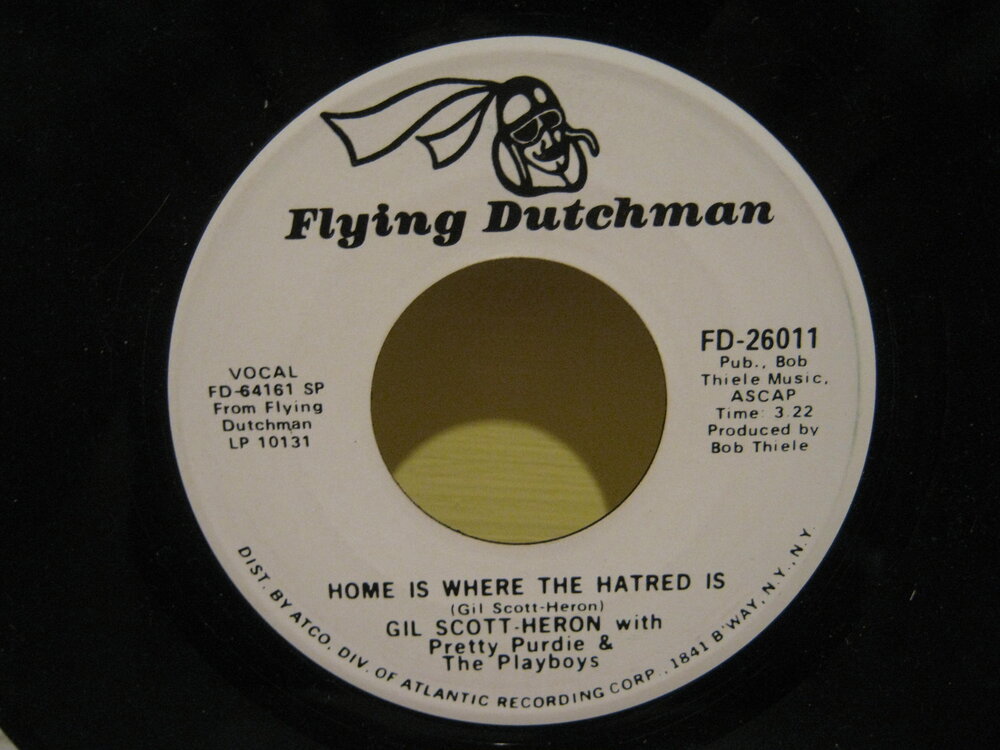 Flying Dutchman
VOCAL
FD-64161 SP
From Flying
Dutchman
LP 10131
FD-26011
Pub., Bob
Thiele Music,
ASCAP
Time: 3.22
Produced by
Bob Thiele
HOME IS WHERE THE HATRED IS
(Gil Scott-Heron)
GIL SCOTT-HERON with
Pretty Purdie &
The Playboys
DIST. BY ATCO, DIV. OF ATLANTIC RECORDING CORP., 1841 B'WAY, N.Y., N.Y.